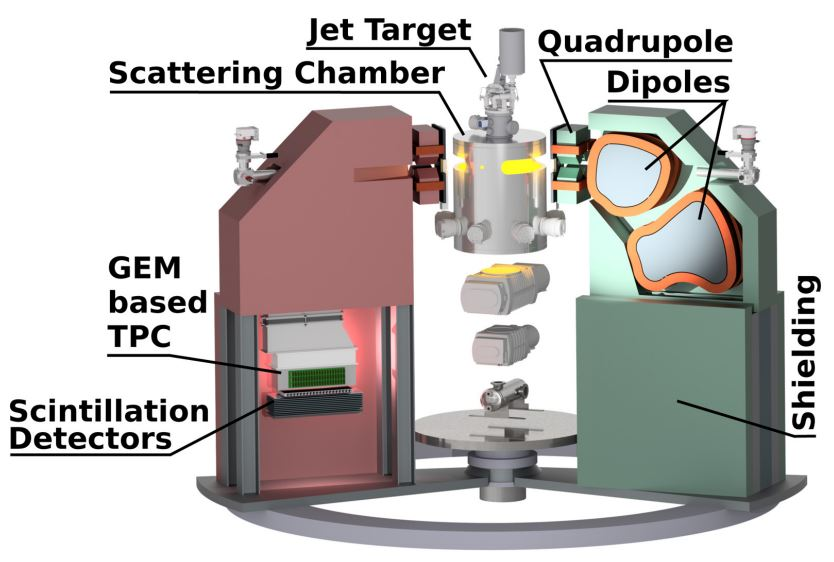 Jet Target
Quadrupole
Scattering Chamber
Dipoles
GEM
based
TPC
Shielding
Scintillation
Detectors